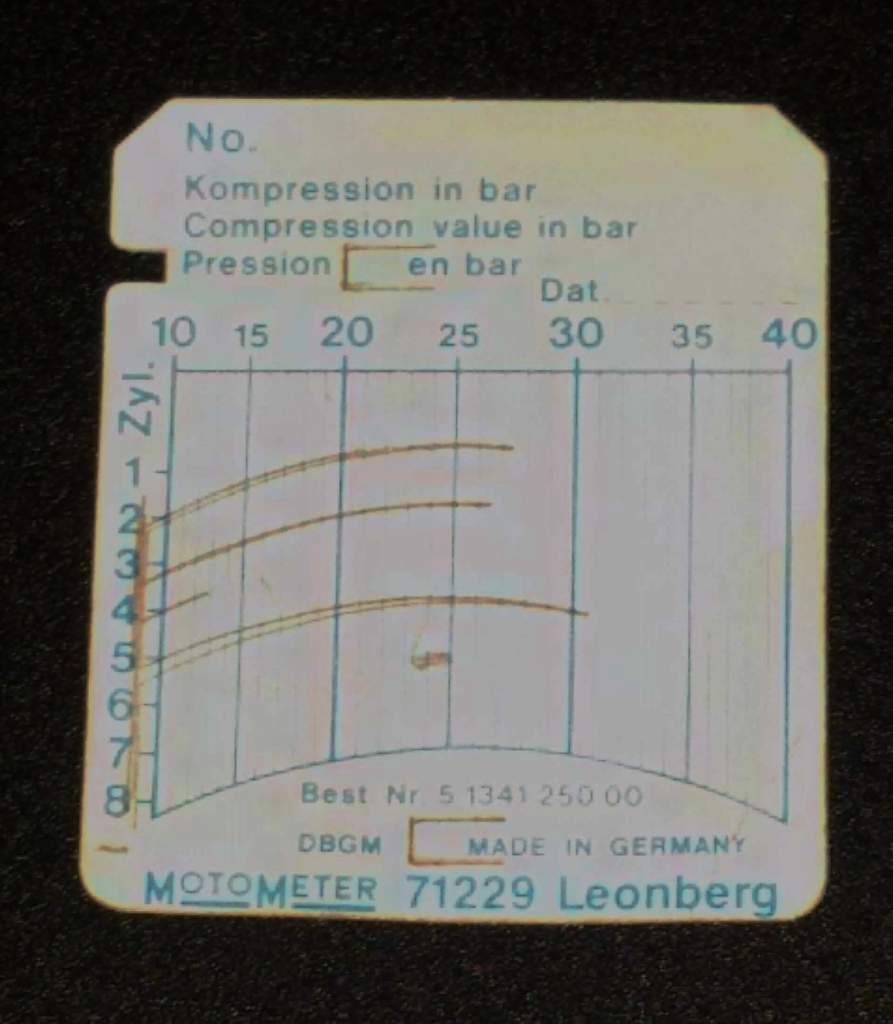 No.
Kompression in bar
Compression value in bar
Pression en bar
Dat.
10 15 20 25 30 35 40
Zyl.
1
2
3
4
5
6
7
8
Best Nr 5 1341 250 00
DBGM MADE IN GERMANY
MOTOMETER 71229 Leonberg